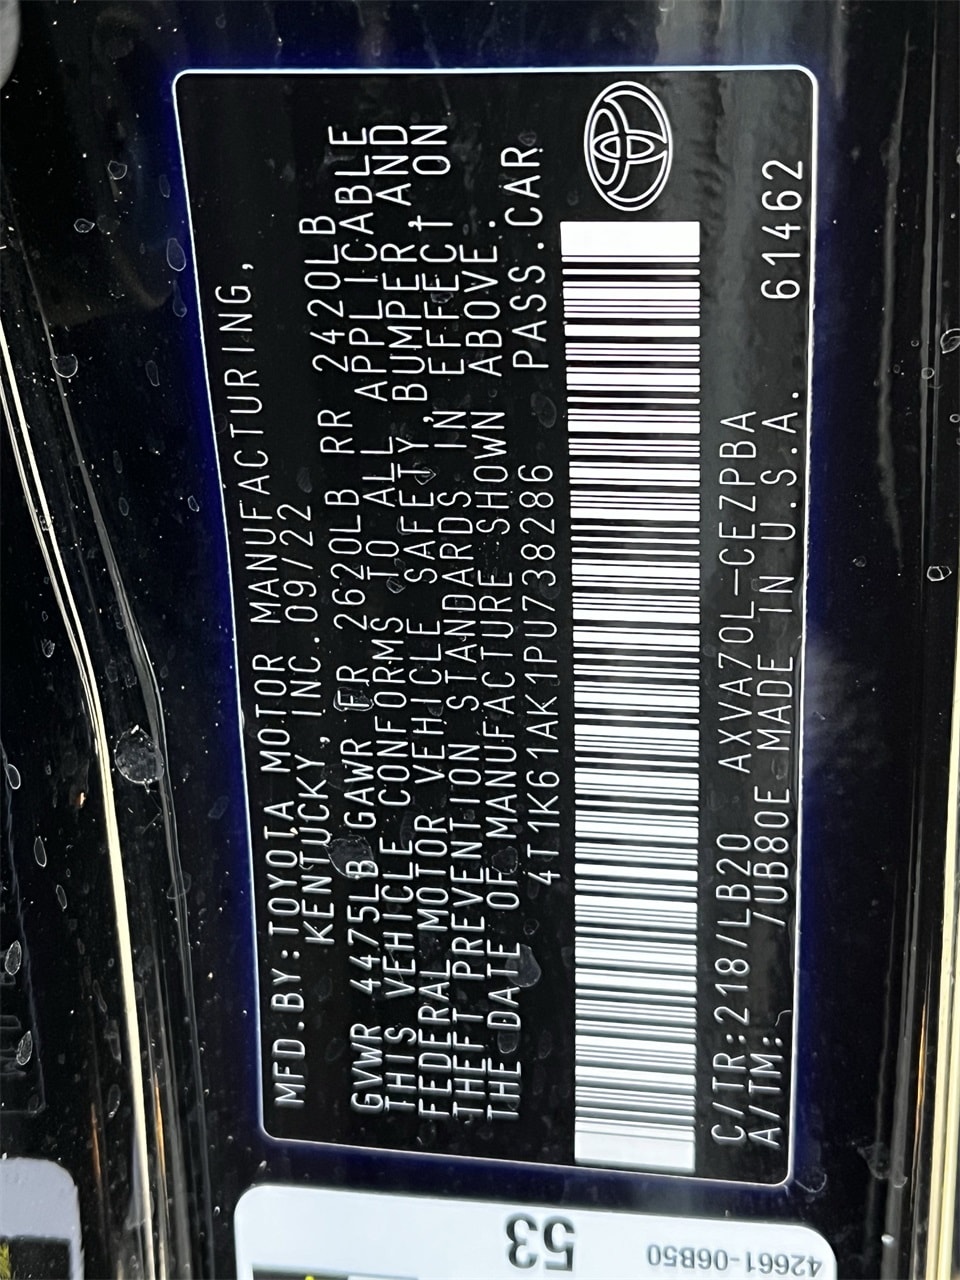 MFD.BY:TOYOTA MOTOR MANUFACTURING,
KENTUCKY,INC.09/22
GVWR 4475LB GAWR FR 2620LB RR 2420LB
THIS VEHICLE CONFORMS TO ALL APPLICABLE
FEDERAL MOTOR VEHICLE SAFETY,BUMPER,AND
THEFT PREVENTION STANDARDS IN EFFECT ON
THE DATE OF MANUFACTURE SHOWN ABOVE.
4T1K61AK1PU738286 PASS.CAR
C/TR:218/LB20 AXVA70L-CEZPBA
A/TM:-/UB80E MADE IN U.S.A. 61462
53
42661-06B50